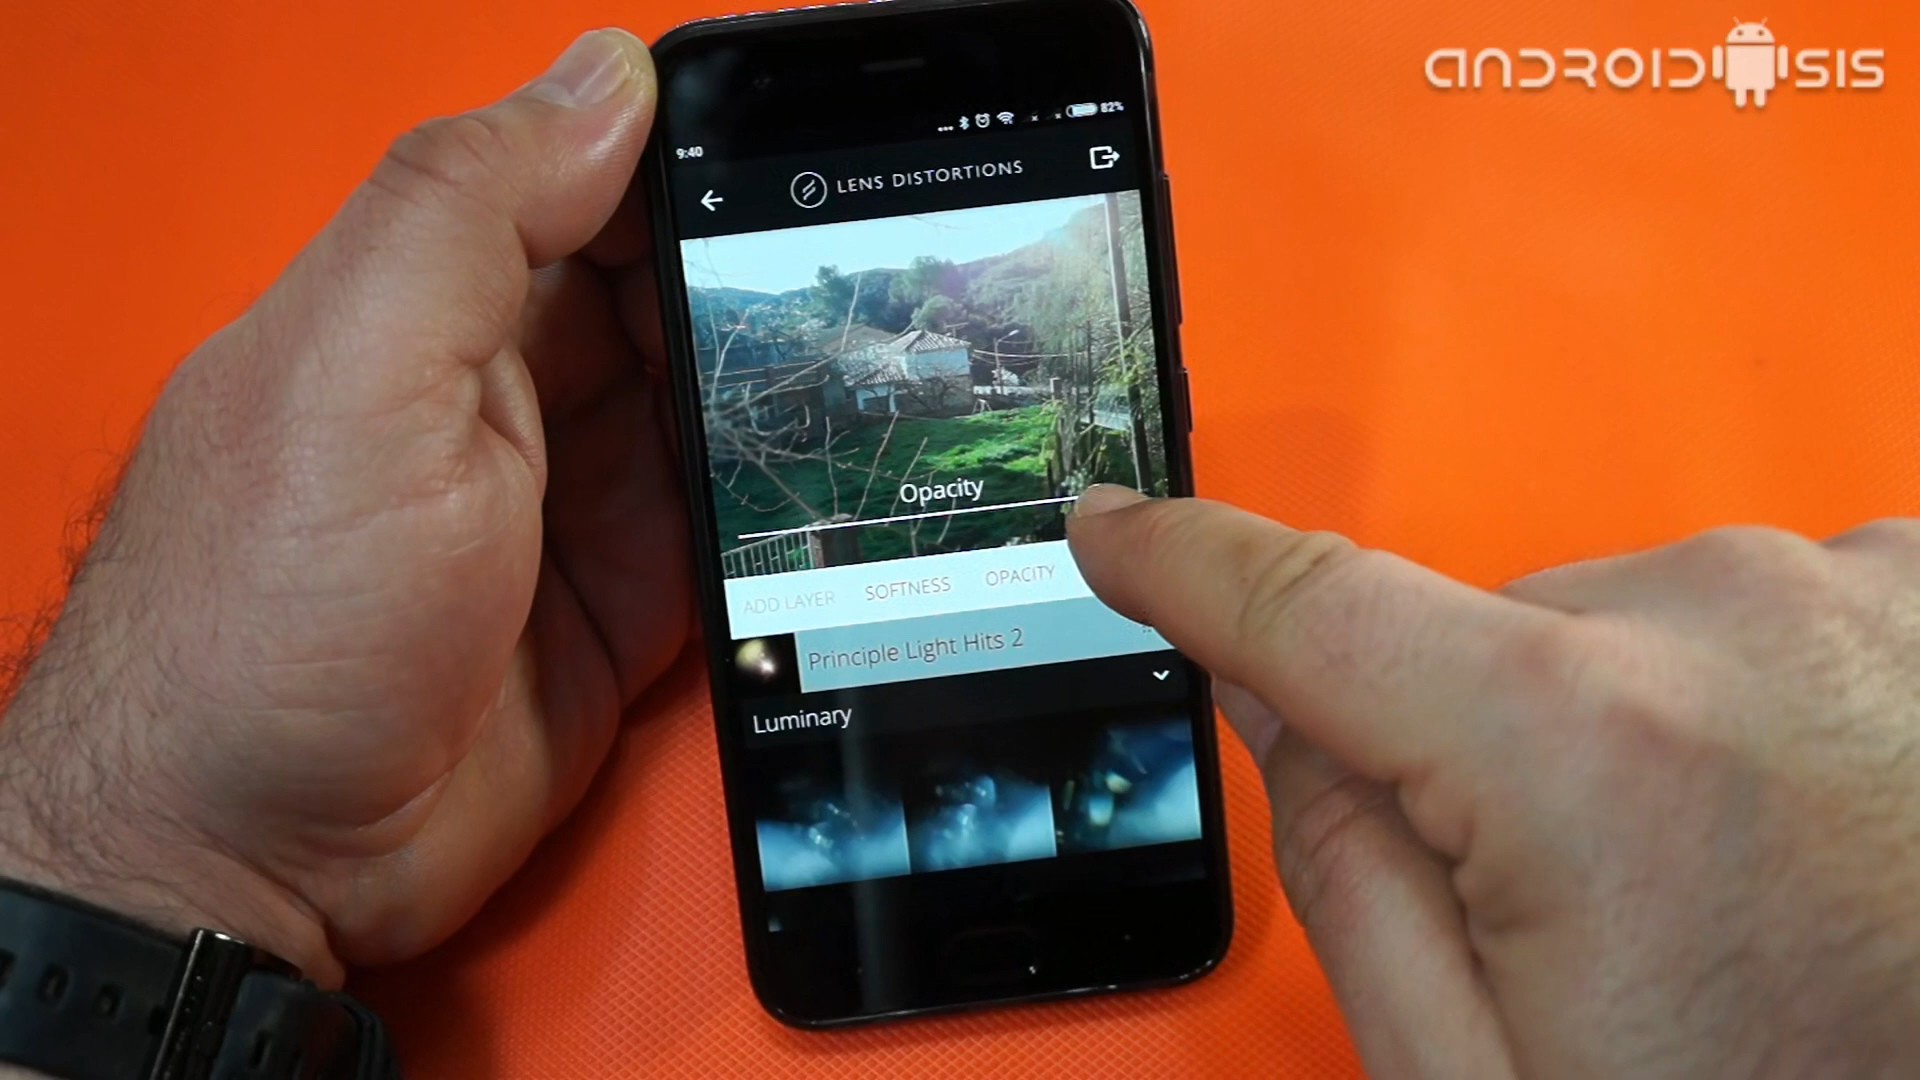 ANDROIDSIS
82%
9:40
LENS DISTORTIONS
Opacity
ADD LAYER SOFTNESS OPACITY
Principle Light Hits 2
Luminary